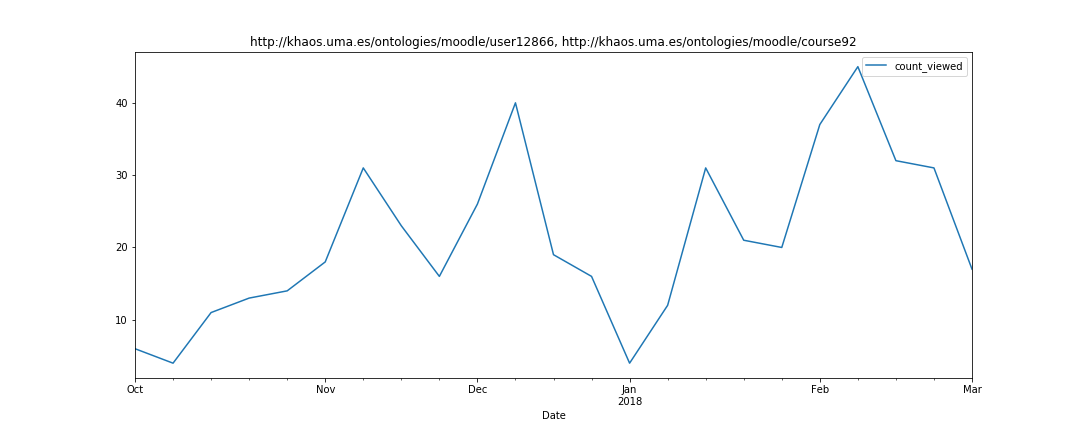 http://khaos.uma.es/ontologies/moodle/user12866, http://khaos.uma.es/ontologies/moodle/course92
count_viewed
40
30
20
10
Oct
Nov
Dec
Jan
2018
Feb
Mar
Date